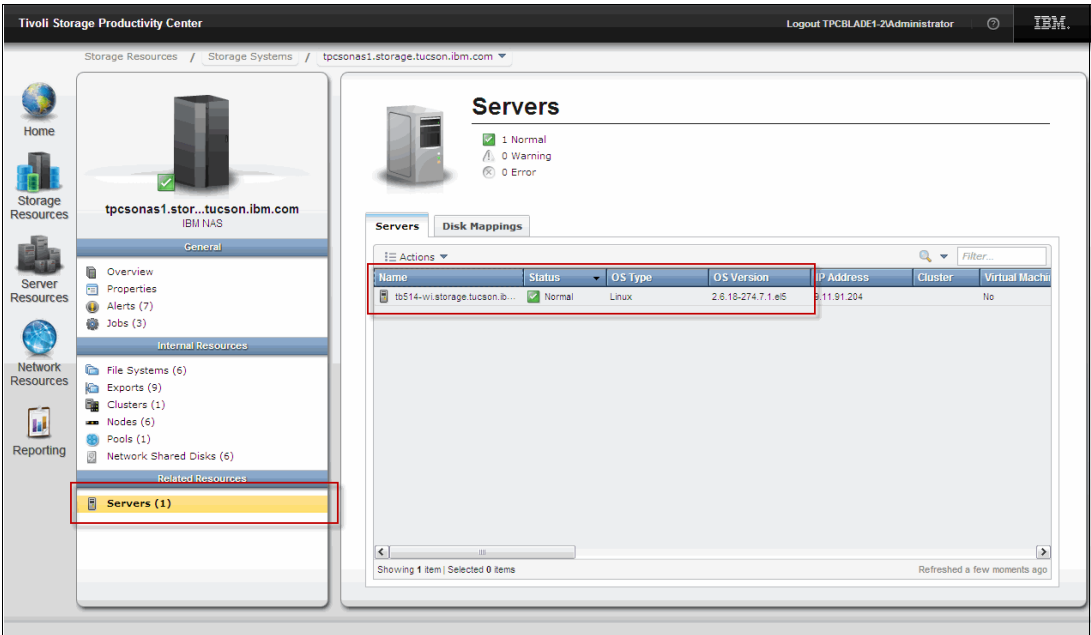 Tivoli Storage Productivity Center
Logout TPCBLADE1-2\Administrator
IBM.
Storage Resources / Storage Systems / tpcsonas1.storage.tucson.ibm.com
Home
Storage Resources
Server Resources
Network Resources
Reporting
tpcsonas1.stor...tucson.ibm.com
IBM NAS
General
Overview
Properties
Alerts (7)
Jobs (3)
Internal Resources
File Systems (6)
Exports (9)
Clusters (1)
Nodes (6)
Pools (1)
Network Shared Disks (6)
Related Resources
Servers (1)
Servers
1 Normal
0 Warning
0 Error
Servers Disk Mappings
Actions Filter...
Name Status OS Type OS Version IP Address Cluster Virtual Machi
tb514-wi.storage.tucson.ib... Normal Linux 2.6.18-274.7.1.el5 9.11.91.204 No
Showing 1 item | Selected 0 items Refreshed a few moments ago